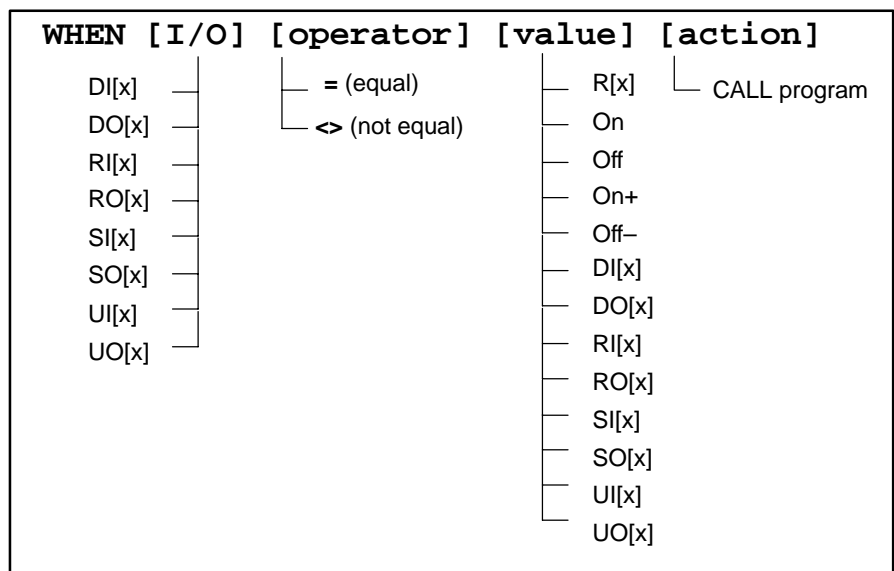 WHEN [I/O] [operator] [value] [action]
DI[x]
DO[x]
RI[x]
RO[x]
SI[x]
SO[x]
UI[x]
UO[x]
= (equal)
<> (not equal)
R[x]
On
Off
On+
Off–
DI[x]
DO[x]
RI[x]
RO[x]
SI[x]
SO[x]
UI[x]
UO[x]
CALL program